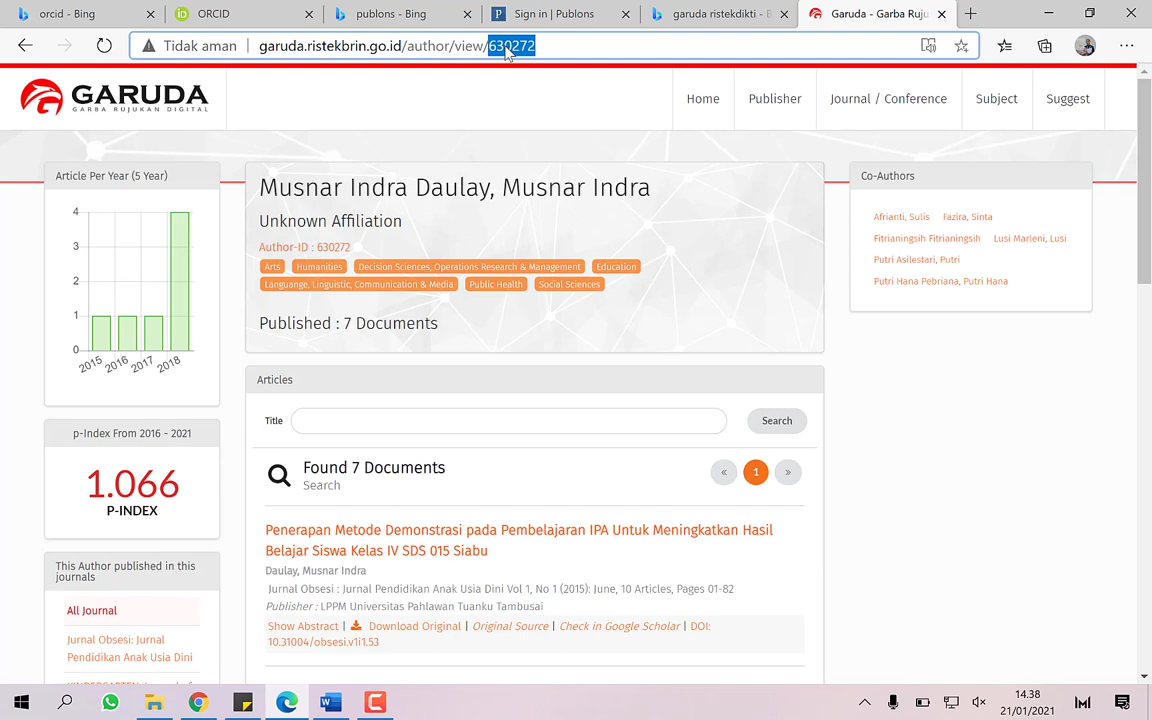 orcid - Bing
ORCID
publons - Bing
Sign in | Publons
garuda ristekdikti - B
Garuda - Garba Ruju
Tidak aman
garuda.ristekbrin.go.id/author/view/630272
GARUDA
GARBA RUJUKAN DIGITAL
Home
Publisher
Journal / Conference
Subject
Suggest
Article Per Year (5 Year)
4
3
2
1
0
2015
2016
2017
2018
p-Index From 2016 - 2021
1.066
P-INDEX
This Author published in this
journals
All Journal
Jurnal Obsesi: Jurnal
Pendidikan Anak Usia Dini
Musnar Indra Daulay, Musnar Indra
Unknown Affiliation
Author-ID : 630272
Arts
Humanities
Decision Sciences, Operations Research & Management
Education
Languange, Linguistic, Communication & Media
Public Health
Social Sciences
Published : 7 Documents
Articles
Title
Search
Found 7 Documents
Search
«
1
»
Penerapan Metode Demonstrasi pada Pembelajaran IPA Untuk Meningkatkan Hasil
Belajar Siswa Kelas IV SDS 015 Siabu
Daulay, Musnar Indra
Jurnal Obsesi : Jurnal Pendidikan Anak Usia Dini Vol 1, No 1 (2015): June, 10 Articles, Pages 01-82
Publisher : LPPM Universitas Pahlawan Tuanku Tambusai
Show Abstract | Download Original | Original Source | Check in Google Scholar | DOI:
10.31004/obsesi.v1i1.53
Co-Authors
Afrianti, Sulis
Fazira, Sinta
Fitrianingsih Fitrianingsih
Lusi Marleni, Lusi
Putri Asilestari, Putri
Putri Hana Pebriana, Putri Hana
14.38
21/01/2021